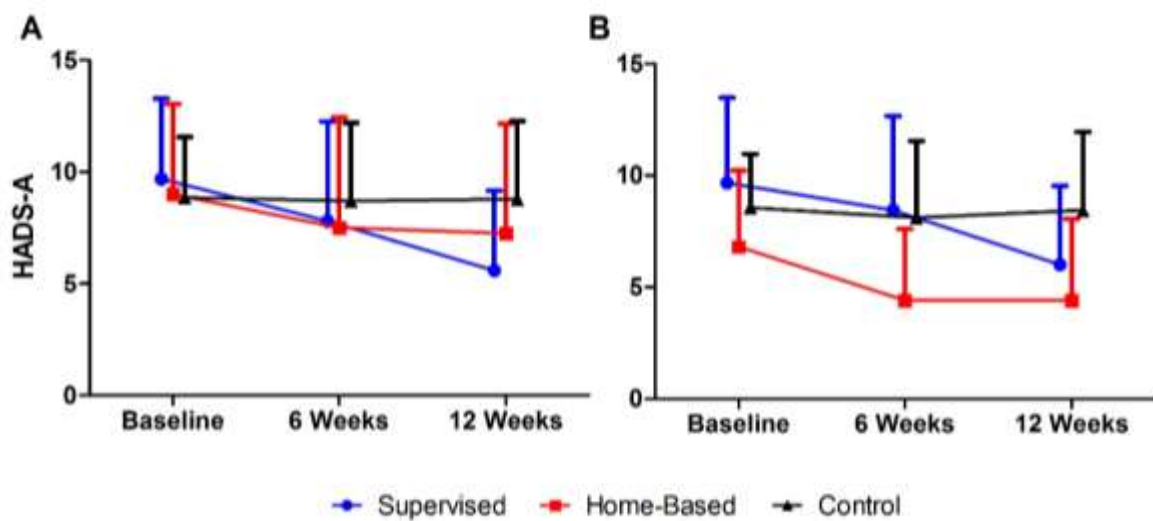 A B
15 15
10 10
HADS-A
5 5
0 0
Baseline 6 Weeks 12 Weeks Baseline 6 Weeks 12 Weeks
Supervised Home-Based Control